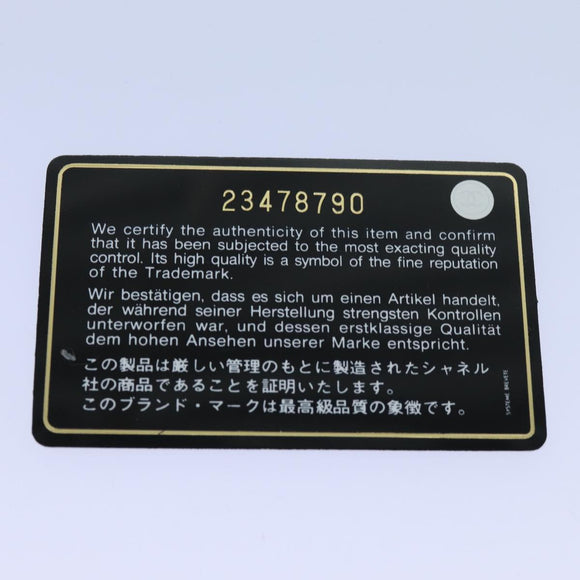 23478790
We certify the authenticity of this item and confirm
that it has been subjected to the most exacting quality
control. Its high quality is a symbol of the fine reputation
of the Trademark.
Wir bestätigen, dass es sich um einen Artikel handelt,
der während seiner Herstellung strengsten Kontrollen
unterworfen war, und dessen erstklassige Qualität
dem hohen Ansehen unserer Marke entspricht.
この製品は厳しい管理のもとに製造されたシャネル
社の商品であることを証明いたします。
このブランド・マークは最高級品質の象徴です。
SYSTEME BREVETE